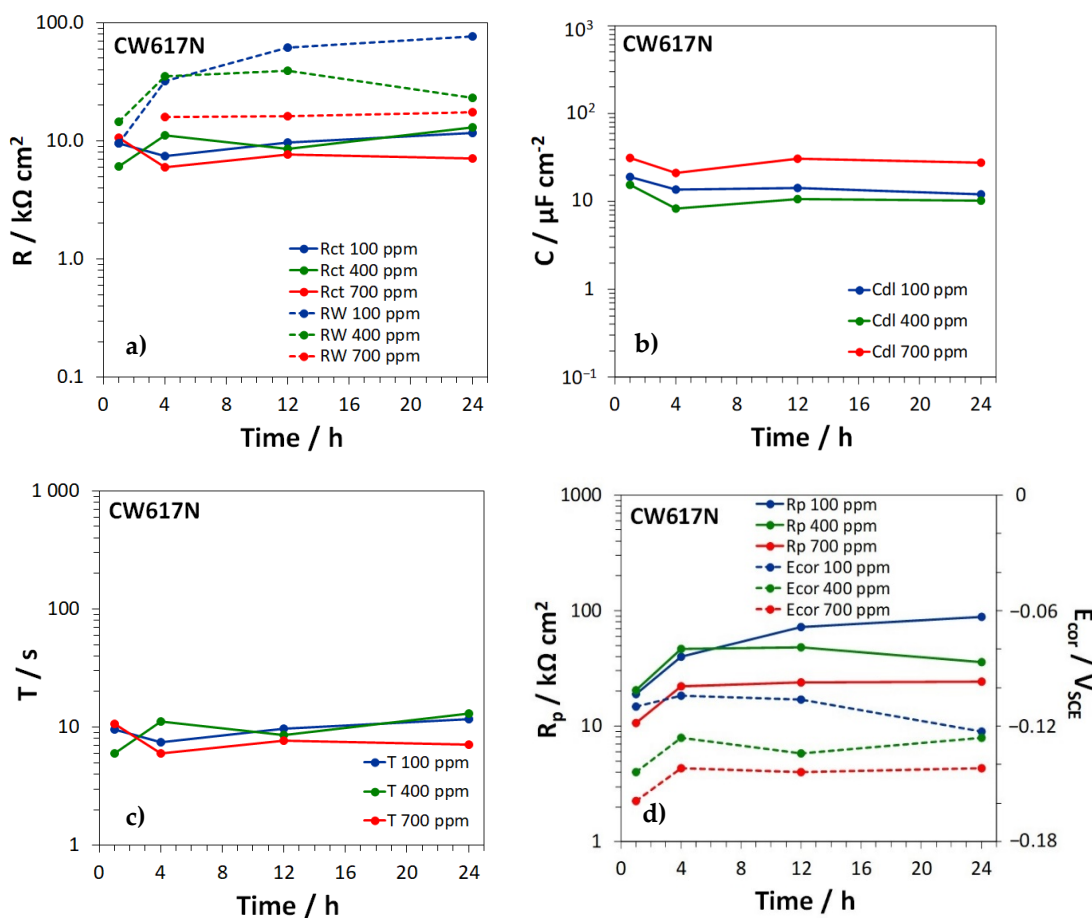 CW617N
R / kΩ cm²
100.0
10.0
1.0
0.1
Rct 100 ppm
Rct 400 ppm
Rct 700 ppm
RW 100 ppm
RW 400 ppm
RW 700 ppm
a)
0 4 8 12 16 20 24
Time / h
CW617N
C / µF cm⁻²
10³
10²
10
1
10⁻¹
Cdl 100 ppm
Cdl 400 ppm
Cdl 700 ppm
b)
0 4 8 12 16 20 24
Time / h
CW617N
T / s
1 000
100
10
1
T 100 ppm
T 400 ppm
T 700 ppm
c)
0 4 8 12 16 20 24
Time / h
CW617N
Rₚ / kΩ cm²
1000
100
10
1
Rp 100 ppm
Rp 400 ppm
Rp 700 ppm
Ecor 100 ppm
Ecor 400 ppm
Ecor 700 ppm
d)
0
−0.06
−0.12
−0.18
E_cor / V_SCE
0 4 8 12 16 20 24
Time / h